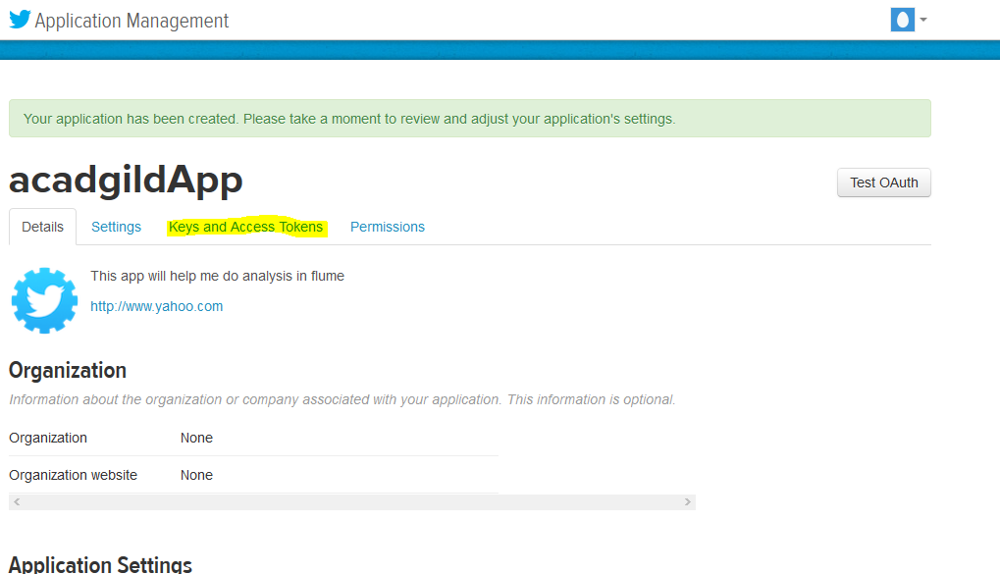 Application Management
Your application has been created. Please take a moment to review and adjust your application's settings.
acadgildApp
Test OAuth
Details Settings Keys and Access Tokens Permissions
This app will help me do analysis in flume
http://www.yahoo.com
Organization
Information about the organization or company associated with your application. This information is optional.
Organization None
Organization website None
Application Settings